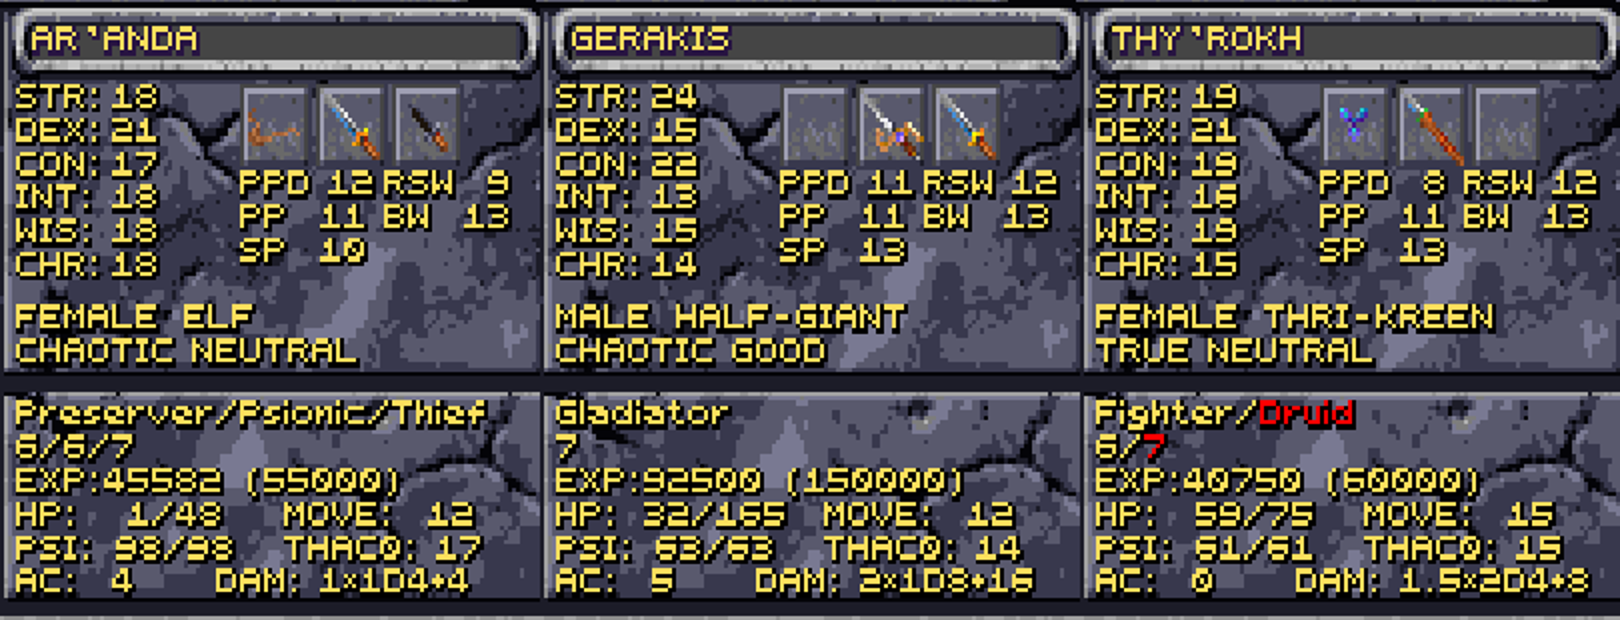 AR 'ANDA
STR: 18
DEX: 21
CON: 17
INT: 18
WIS: 18
CHR: 18
PPD 12 RSW 9
PP 11 BW 13
SP 10
FEMALE ELF
CHAOTIC NEUTRAL
Preserver/Psionic/Thief
6/6/7
EXP:45582 (55000)
HP: 1/48 MOVE: 12
PSI: 98/98 THAC0: 17
AC: 4 DAM: 1x1D4+4
GERAKIS
STR: 24
DEX: 15
CON: 22
INT: 13
WIS: 15
CHR: 14
PPD 11 RSW 12
PP 11 BW 13
SP 13
MALE HALF-GIANT
CHAOTIC GOOD
Gladiator
7
EXP:92500 (150000)
HP: 32/165 MOVE: 12
PSI: 63/63 THAC0: 14
AC: 5 DAM: 2x1D8+16
THY 'ROKH
STR: 19
DEX: 21
CON: 19
INT: 16
WIS: 19
CHR: 15
PPD 8 RSW 12
PP 11 BW 13
SP 13
FEMALE THRI-KREEN
TRUE NEUTRAL
Fighter/Druid
6/7
EXP:40750 (60000)
HP: 59/75 MOVE: 15
PSI: 61/61 THAC0: 15
AC: 0 DAM: 1.5x2D4+8